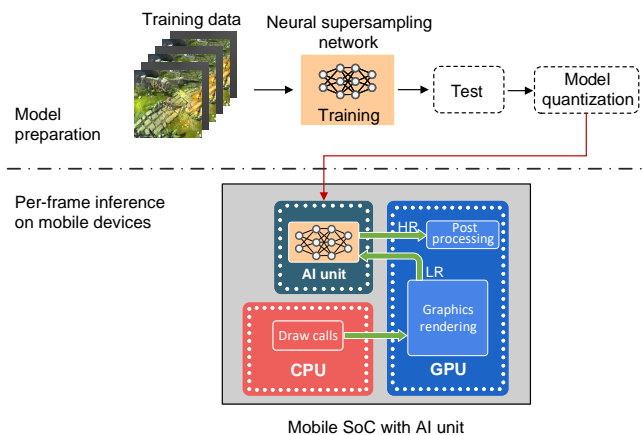 Training data
Neural supersampling
network
Training
Test
Model
quantization
Model
preparation
Per-frame inference
on mobile devices
AI unit
HR
Post
processing
LR
Graphics
rendering
Draw calls
CPU
GPU
Mobile SoC with AI unit